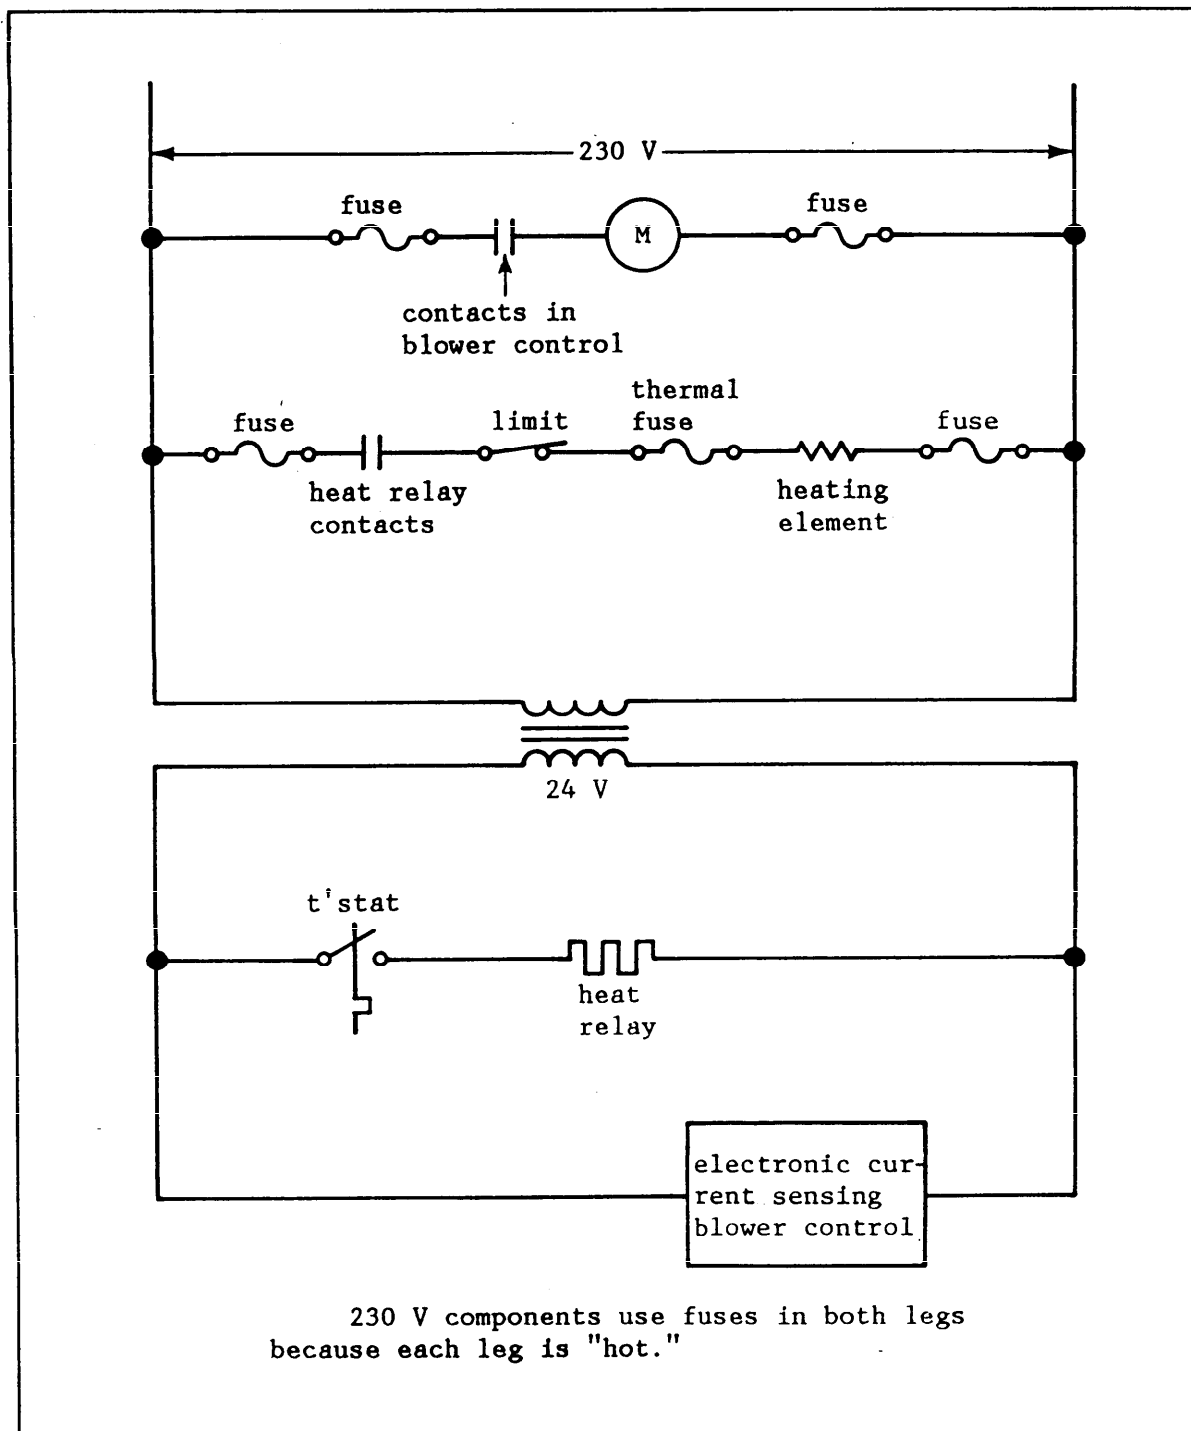 230 V
fuse
fuse
M
contacts in
blower control
thermal
fuse
fuse
limit
fuse
heat relay
contacts
heating
element
24 V
t'stat
heat
relay
electronic cur-
rent sensing
blower control
230 V components use fuses in both legs
because each leg is "hot."